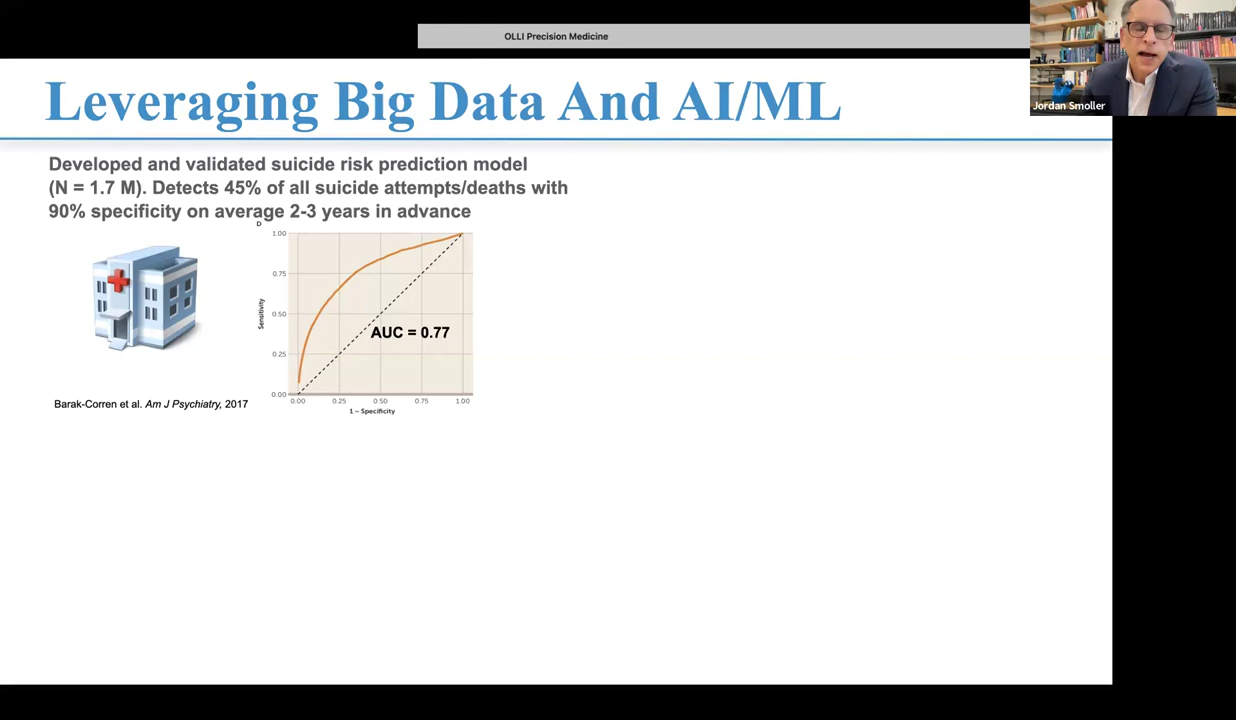 OLLI Precision Medicine
Jordan Smoller
Leveraging Big Data And AI/ML
Developed and validated suicide risk prediction model
(N = 1.7 M). Detects 45% of all suicide attempts/deaths with
90% specificity on average 2-3 years in advance
D
1.00
0.75
0.50
0.25
0.00
Sensitivity
AUC = 0.77
0.00 0.25 0 50 0.75 1.00
1 – Specificity
Barak-Corren et al. Am J Psychiatry, 2017